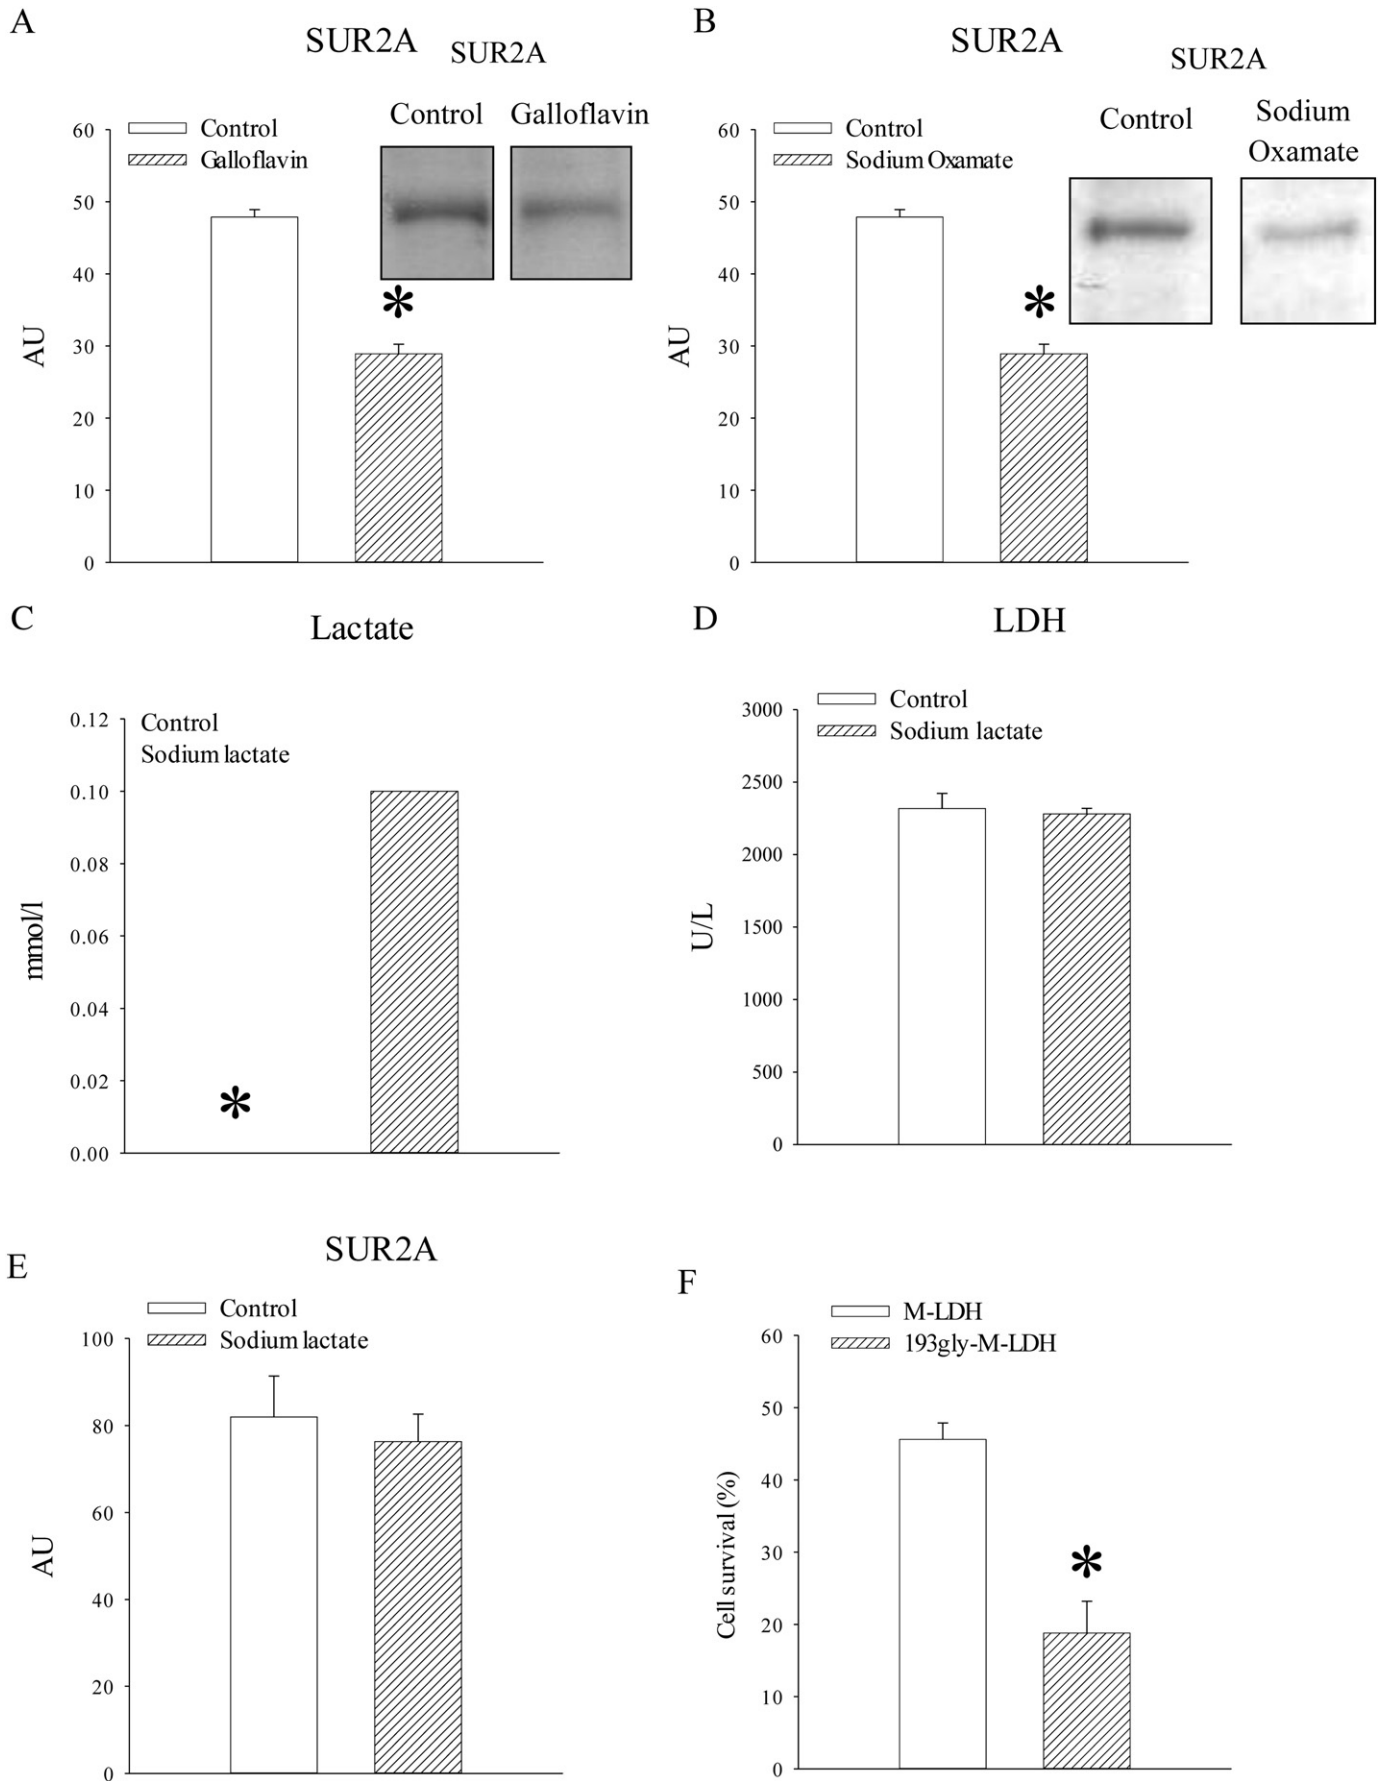 A
SUR2A
SUR2A
Control
Galloflavin
Control
Galloflavin
60
50
40
30
20
10
0
AU
B
SUR2A
SUR2A
Control
Sodium Oxamate
Control
Sodium
Oxamate
60
50
40
30
20
10
0
AU
C
Lactate
Control
Sodium lactate
0.12
0.10
0.08
0.06
0.04
0.02
0.00
mmol/l
*
D
LDH
Control
Sodium lactate
3000
2500
2000
1500
1000
500
0
U/L
E
SUR2A
Control
Sodium lactate
100
80
60
40
20
0
AU
F
M-LDH
193gly-M-LDH
60
50
40
30
20
10
0
Cell survival (%)
*